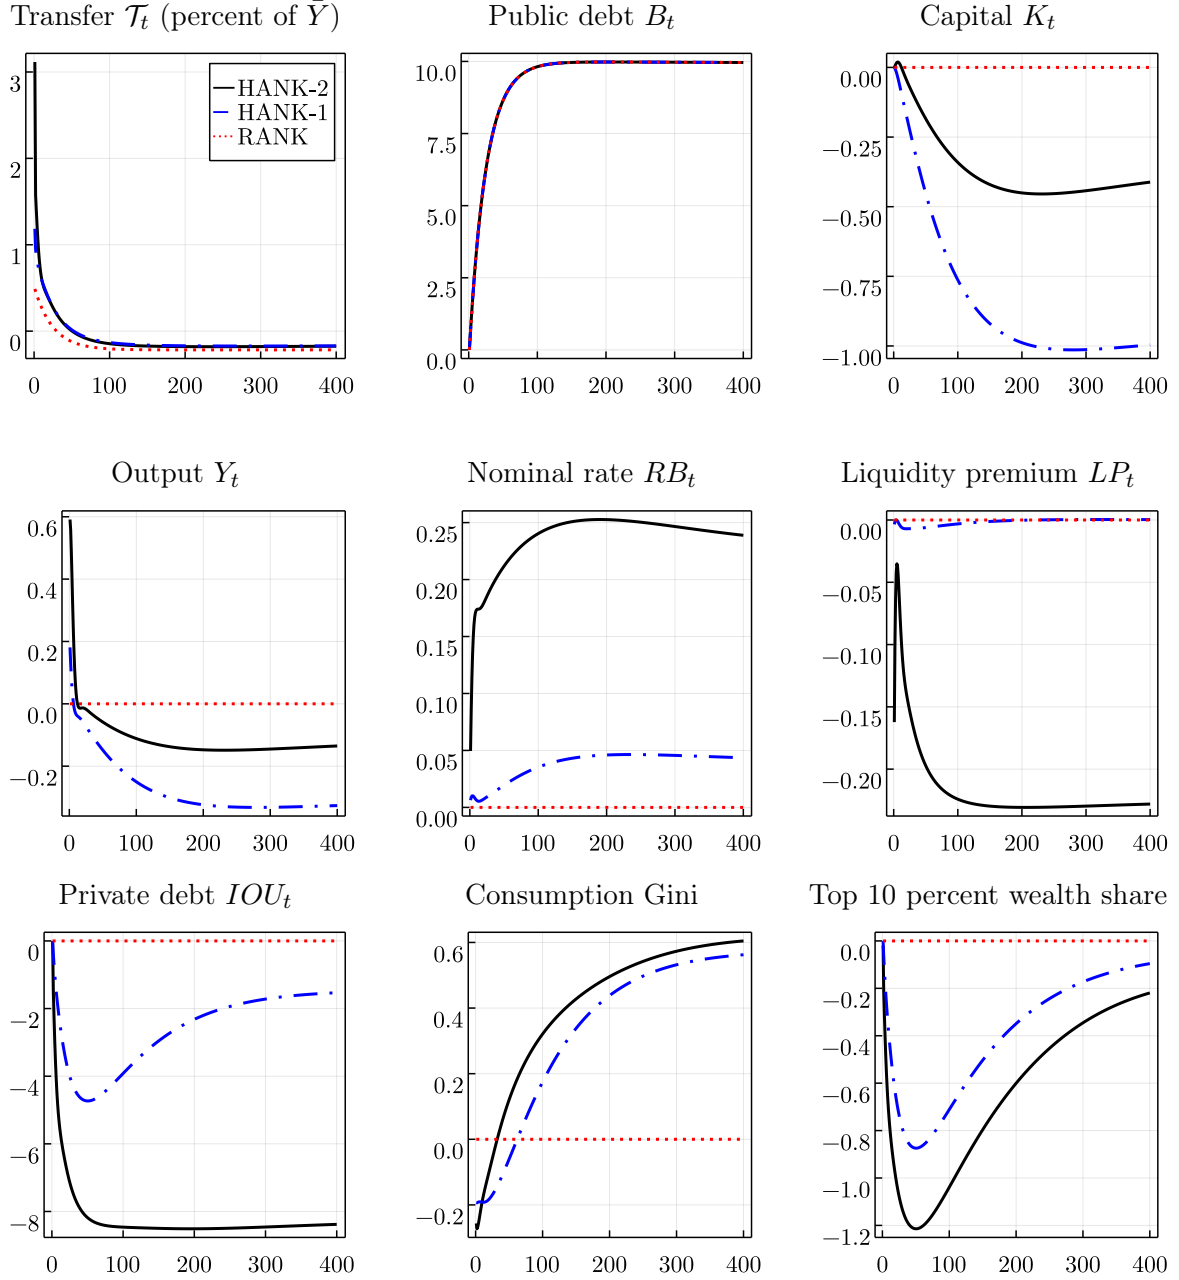 Transfer 𝒯t (percent of Ȳ)
3
2
1
0
HANK-2
HANK-1
RANK
0 100 200 300 400
Public debt Bt
10.0
7.5
5.0
2.5
0.0
0 100 200 300 400
Capital Kt
0.00
−0.25
−0.50
−0.75
−1.00
0 100 200 300 400
Output Yt
0.6
0.4
0.2
0.0
−0.2
0 100 200 300 400
Nominal rate RBt
0.25
0.20
0.15
0.10
0.05
0.00
0 100 200 300 400
Liquidity premium LPt
0.00
−0.05
−0.10
−0.15
−0.20
0 100 200 300 400
Private debt IOUt
0
−2
−4
−6
−8
0 100 200 300 400
Consumption Gini
0.6
0.4
0.2
0.0
−0.2
0 100 200 300 400
Top 10 percent wealth share
0.0
−0.2
−0.4
−0.6
−0.8
−1.0
−1.2
0 100 200 300 400